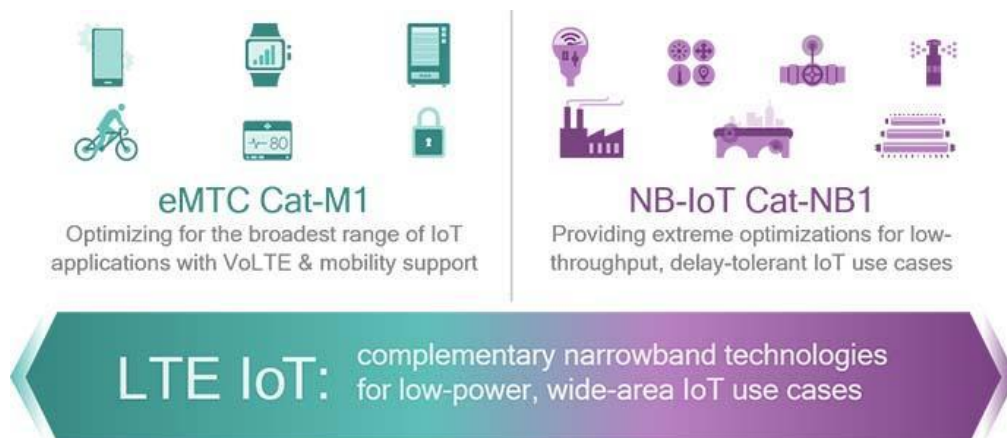 80
eMTC Cat-M1
Optimizing for the broadest range of IoT
applications with VoLTE & mobility support
NB-IoT Cat-NB1
Providing extreme optimizations for low-
throughput, delay-tolerant IoT use cases
LTE IoT:
complementary narrowband technologies
for low-power, wide-area IoT use cases